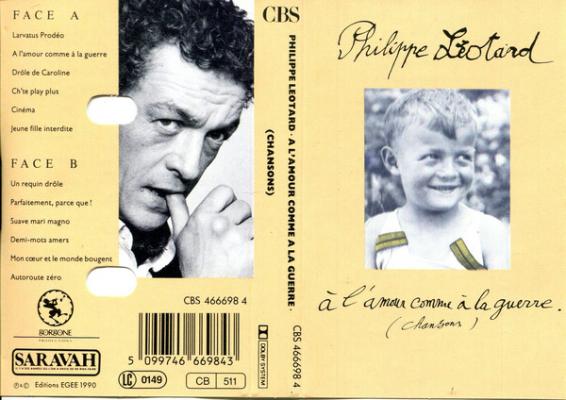 FACE A
Larvatus Prodéo
A l'amour comme à la guerre
Drôle de Caroline
Ch'te play plus
Cinéma
Jeune fille interdite
FACE B
Un requin drôle
Parfaitement, parce que !
Suave mari magno
Demi-mots amers
Mon cœur et le monde bougent
Autoroute zéro
BORBONE
SARAVAH
Editions EGEE 1990
CBS 466698 4
5 099746 669843
LC 0149
CB 511
CBS
PHILIPPE LEOTARD · A L'AMOUR COMME A LA GUERRE ·
(CHANSONS)
CBS 466698 4
DOLBY SYSTEM
Philippe Léotard
à l'amour comme à la guerre.
(chansons)